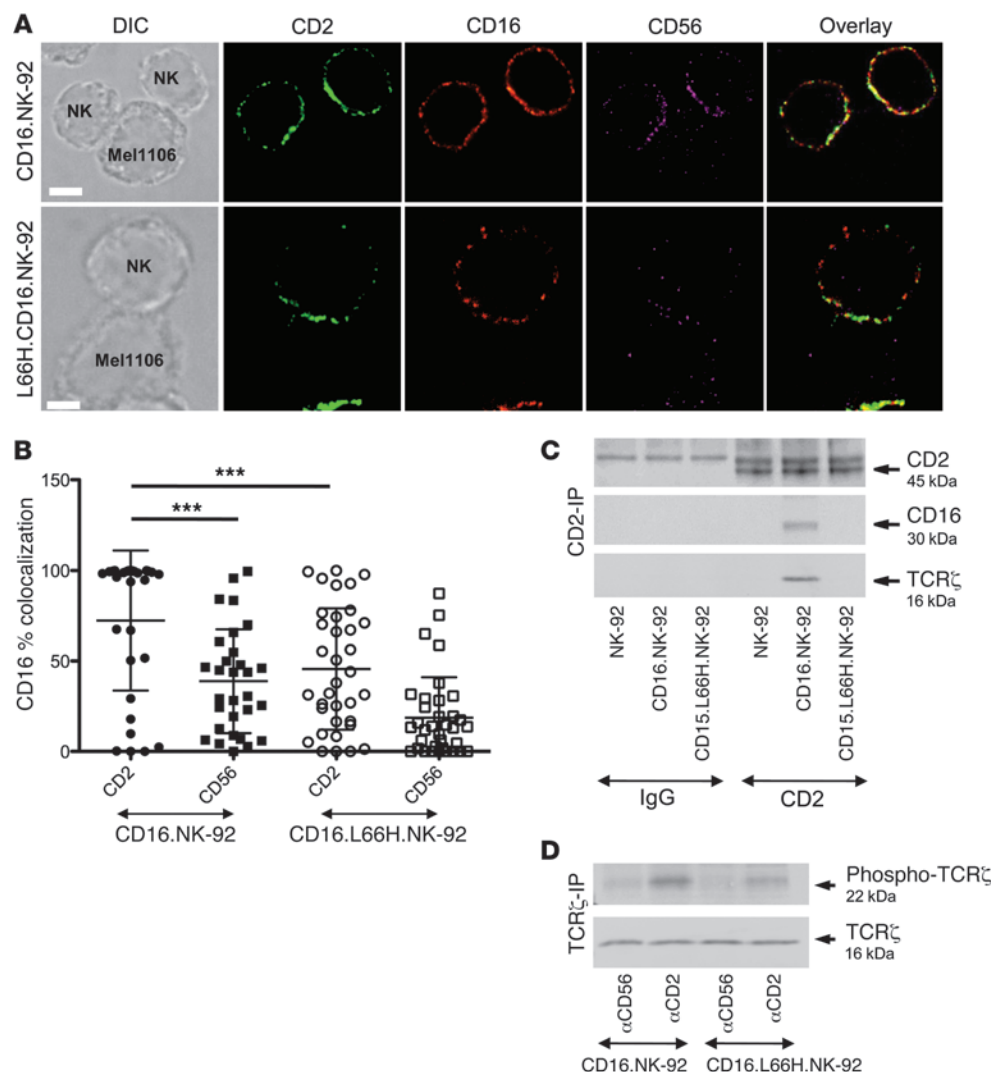 A
DIC CD2 CD16 CD56 Overlay
CD16.NK-92
NK
NK
Mel1106
L66H.CD16.NK-92
NK
Mel1106
B
CD16 % colocalization
150
***
***
100
50
0
CD2 CD56 CD2 CD56
CD16.NK-92 CD16.L66H.NK-92
C
CD2-IP
CD2
45 kDa
CD16
30 kDa
TCRζ
16 kDa
NK-92 CD16.NK-92 CD15.L66H.NK-92 NK-92 CD16.NK-92 CD15.L66H.NK-92
IgG CD2
D
TCRζ-IP
Phospho-TCRζ
22 kDa
TCRζ
16 kDa
αCD56 αCD2 αCD56 αCD2
CD16.NK-92 CD16.L66H.NK-92